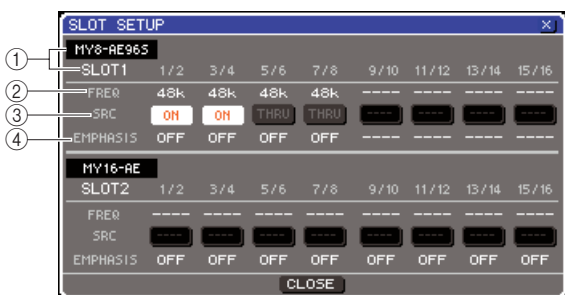 SLOT SETUP ×
MY8-AE96S
① SLOT1 1/2 3/4 5/6 7/8 9/10 11/12 13/14 15/16
② FREQ 48k 48k 48k 48k ---- ---- ---- ----
③ SRC ON ON THRU THRU ---- ---- ---- ----
④ EMPHASIS OFF OFF OFF OFF ---- ---- ---- ----
MY16-AE
SLOT2 1/2 3/4 5/6 7/8 9/10 11/12 13/14 15/16
FREQ ---- ---- ---- ---- ---- ---- ---- ----
SRC ---- ---- ---- ---- ---- ---- ---- ----
EMPHASIS OFF OFF OFF OFF OFF OFF OFF OFF
CLOSE